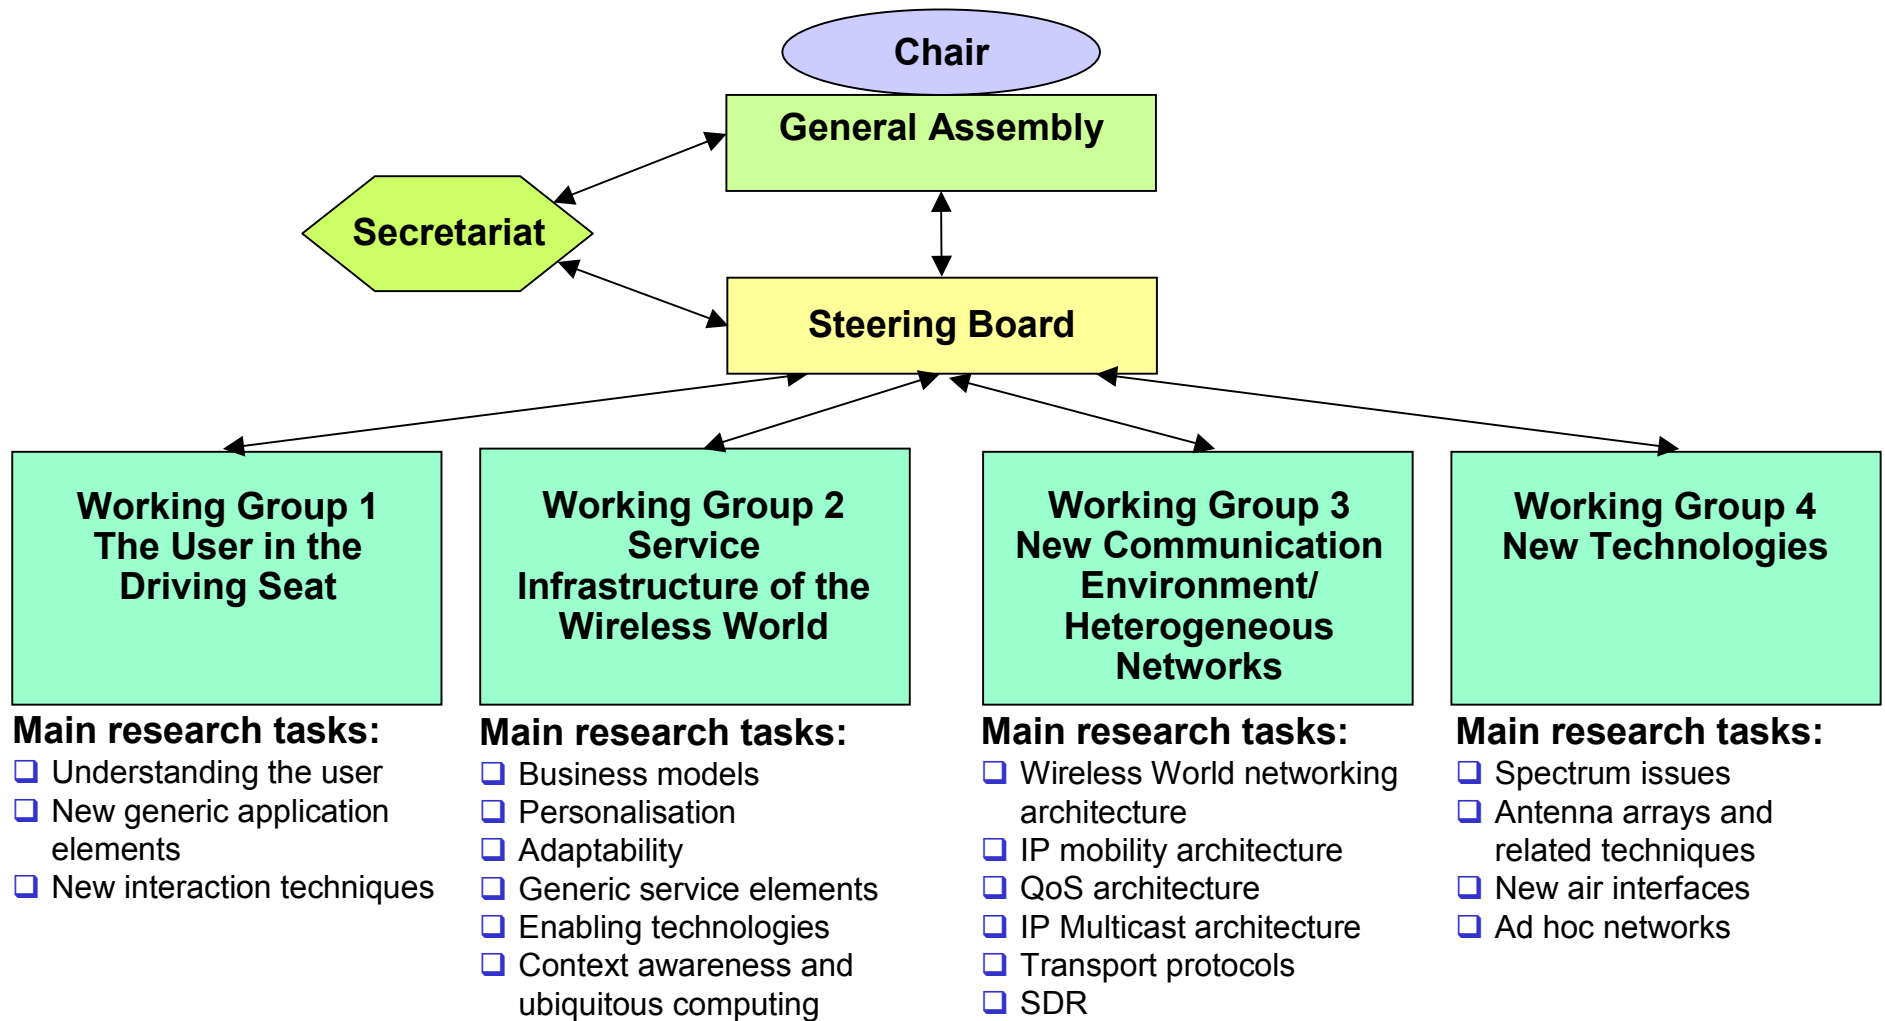 Chair
General Assembly
Secretariat
Steering Board
Working Group 1
The User in the
Driving Seat
Working Group 2
Service
Infrastructure of the
Wireless World
Working Group 3
New Communication
Environment/
Heterogeneous
Networks
Working Group 4
New Technologies
Main research tasks:
Understanding the user
New generic application
elements
New interaction techniques
Main research tasks:
Business models
Personalisation
Adaptability
Generic service elements
Enabling technologies
Context awareness and
ubiquitous computing
Main research tasks:
Wireless World networking
architecture
IP mobility architecture
QoS architecture
IP Multicast architecture
Transport protocols
SDR
Main research tasks:
Spectrum issues
Antenna arrays and
related techniques
New air interfaces
Ad hoc networks